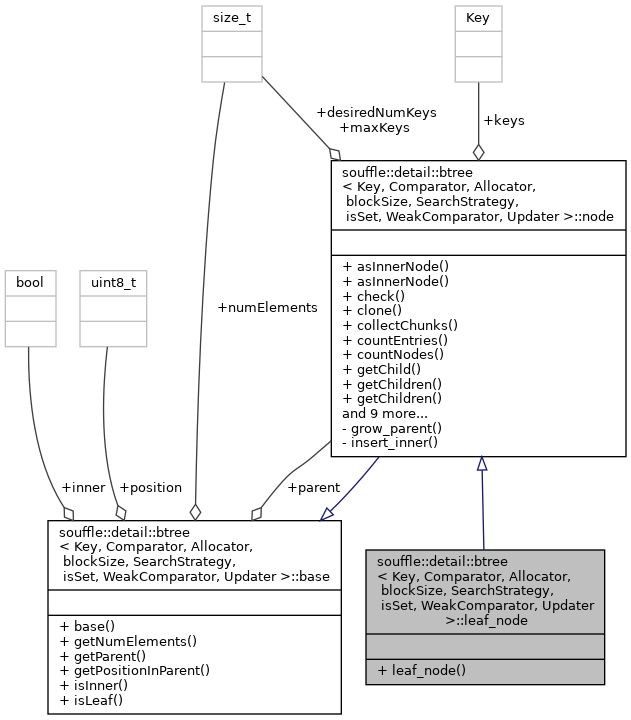 size_t
Key
+desiredNumKeys
+maxKeys
+keys
souffle::detail::btree
< Key, Comparator, Allocator,
blockSize, SearchStrategy,
isSet, WeakComparator, Updater >::node
+ asInnerNode()
+ asInnerNode()
+ check()
+ clone()
+ collectChunks()
+ countEntries()
+ countNodes()
+ getChild()
+ getChildren()
+ getChildren()
and 9 more...
- grow_parent()
- insert_inner()
bool
uint8_t
+numElements
+inner
+position
+parent
souffle::detail::btree
< Key, Comparator, Allocator,
blockSize, SearchStrategy,
isSet, WeakComparator, Updater >::base
+ base()
+ getNumElements()
+ getParent()
+ getPositionInParent()
+ isInner()
+ isLeaf()
souffle::detail::btree
< Key, Comparator, Allocator,
blockSize, SearchStrategy,
isSet, WeakComparator, Updater
>::leaf_node
+ leaf_node()